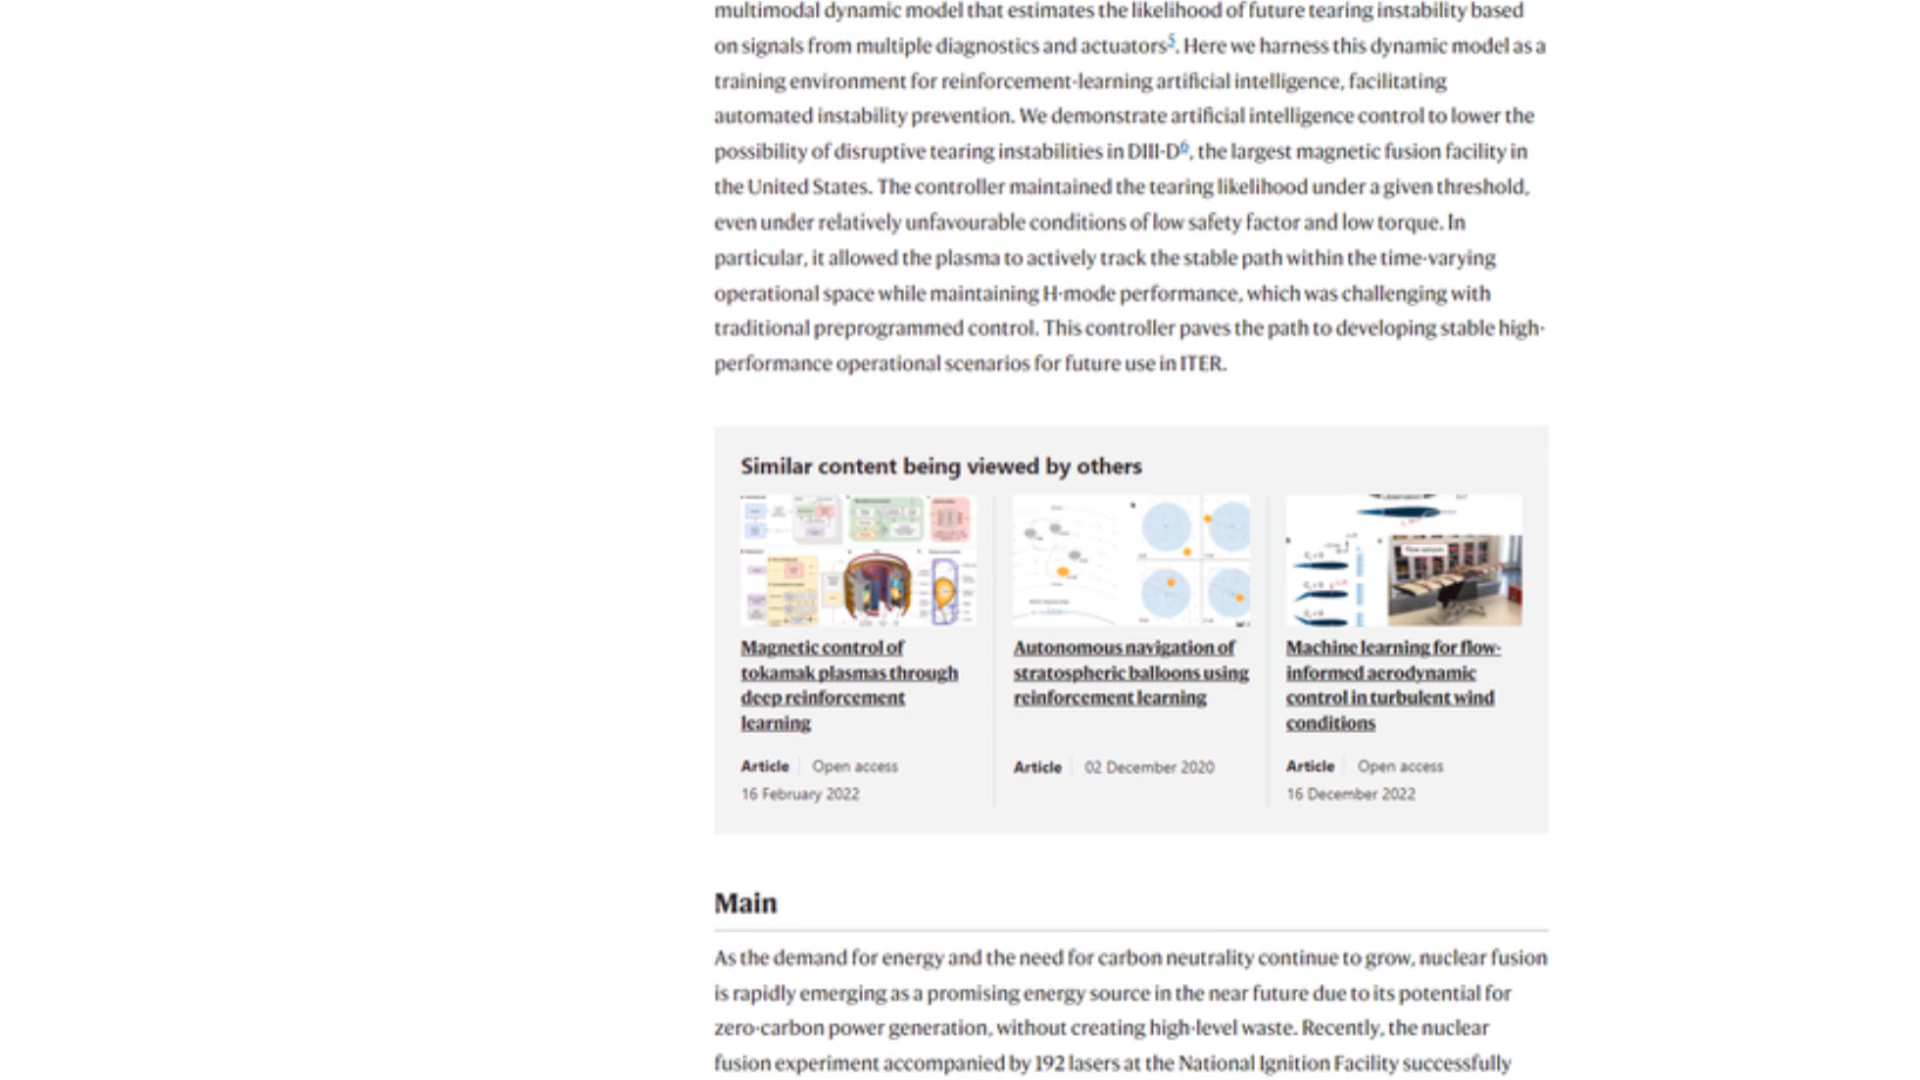 multimodal dynamic model that estimates the likelihood of future tearing instability based
on signals from multiple diagnostics and actuators5. Here we harness this dynamic model as a
training environment for reinforcement-learning artificial intelligence, facilitating
automated instability prevention. We demonstrate artificial intelligence control to lower the
possibility of disruptive tearing instabilities in DIII-D6, the largest magnetic fusion facility in
the United States. The controller maintained the tearing likelihood under a given threshold,
even under relatively unfavourable conditions of low safety factor and low torque. In
particular, it allowed the plasma to actively track the stable path within the time-varying
operational space while maintaining H-mode performance, which was challenging with
traditional preprogrammed control. This controller paves the path to developing stable high-
performance operational scenarios for future use in ITER.
Similar content being viewed by others
Magnetic control of
tokamak plasmas through
deep reinforcement
learning
Article Open access
16 February 2022
Autonomous navigation of
stratospheric balloons using
reinforcement learning
Article 02 December 2020
Machine learning for flow-
informed aerodynamic
control in turbulent wind
conditions
Article Open access
16 December 2022
Main
As the demand for energy and the need for carbon neutrality continue to grow, nuclear fusion
is rapidly emerging as a promising energy source in the near future due to its potential for
zero-carbon power generation, without creating high-level waste. Recently, the nuclear
fusion experiment accompanied by 192 lasers at the National Ignition Facility successfully